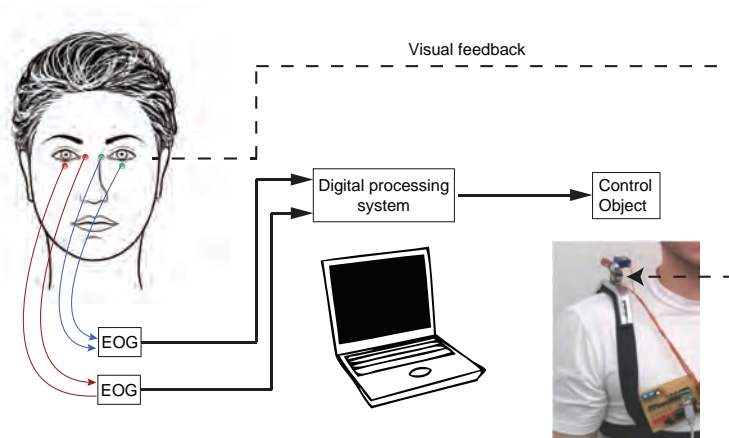 Visual feedback
Digital processing
system
Control
Object
EOG
EOG